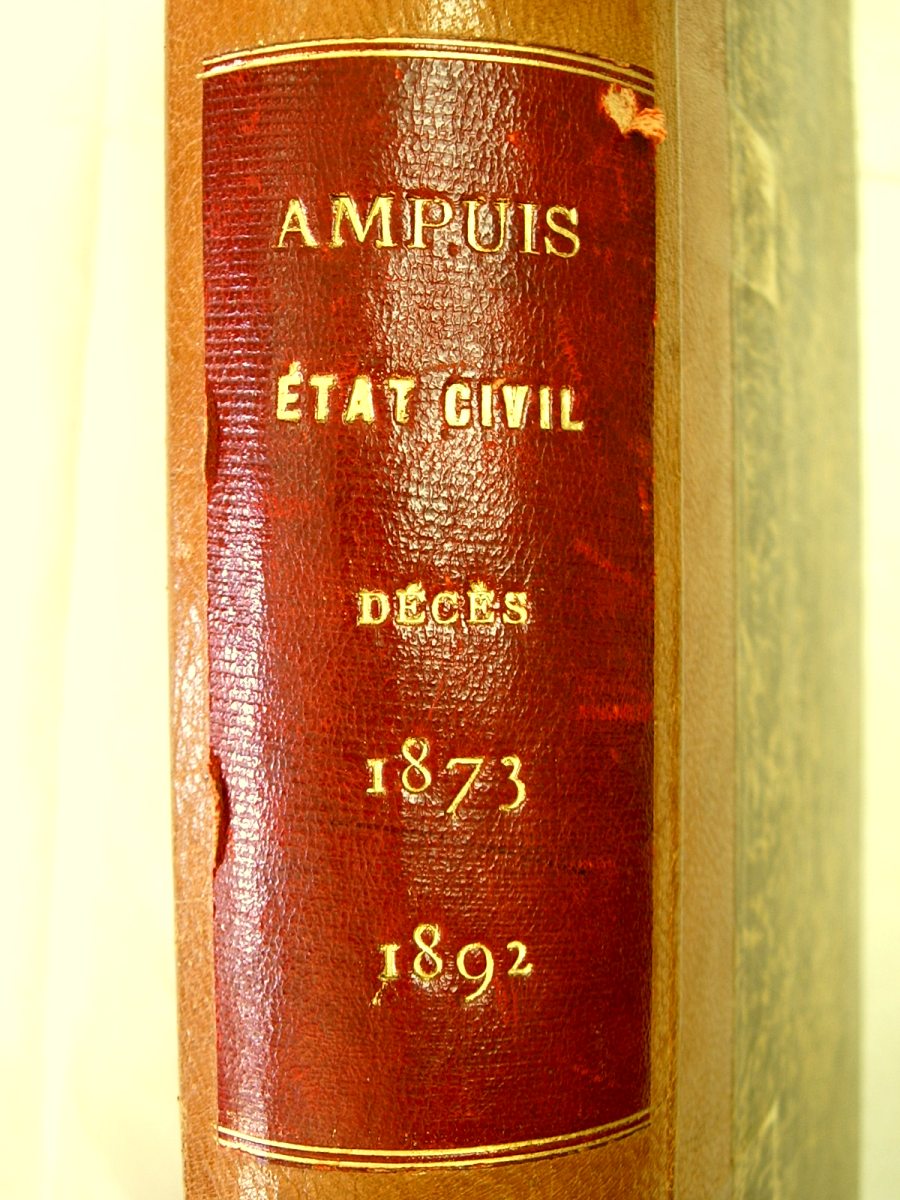 AMPUIS
ÉTAT CIVIL
DÉCÈS
1873
1892